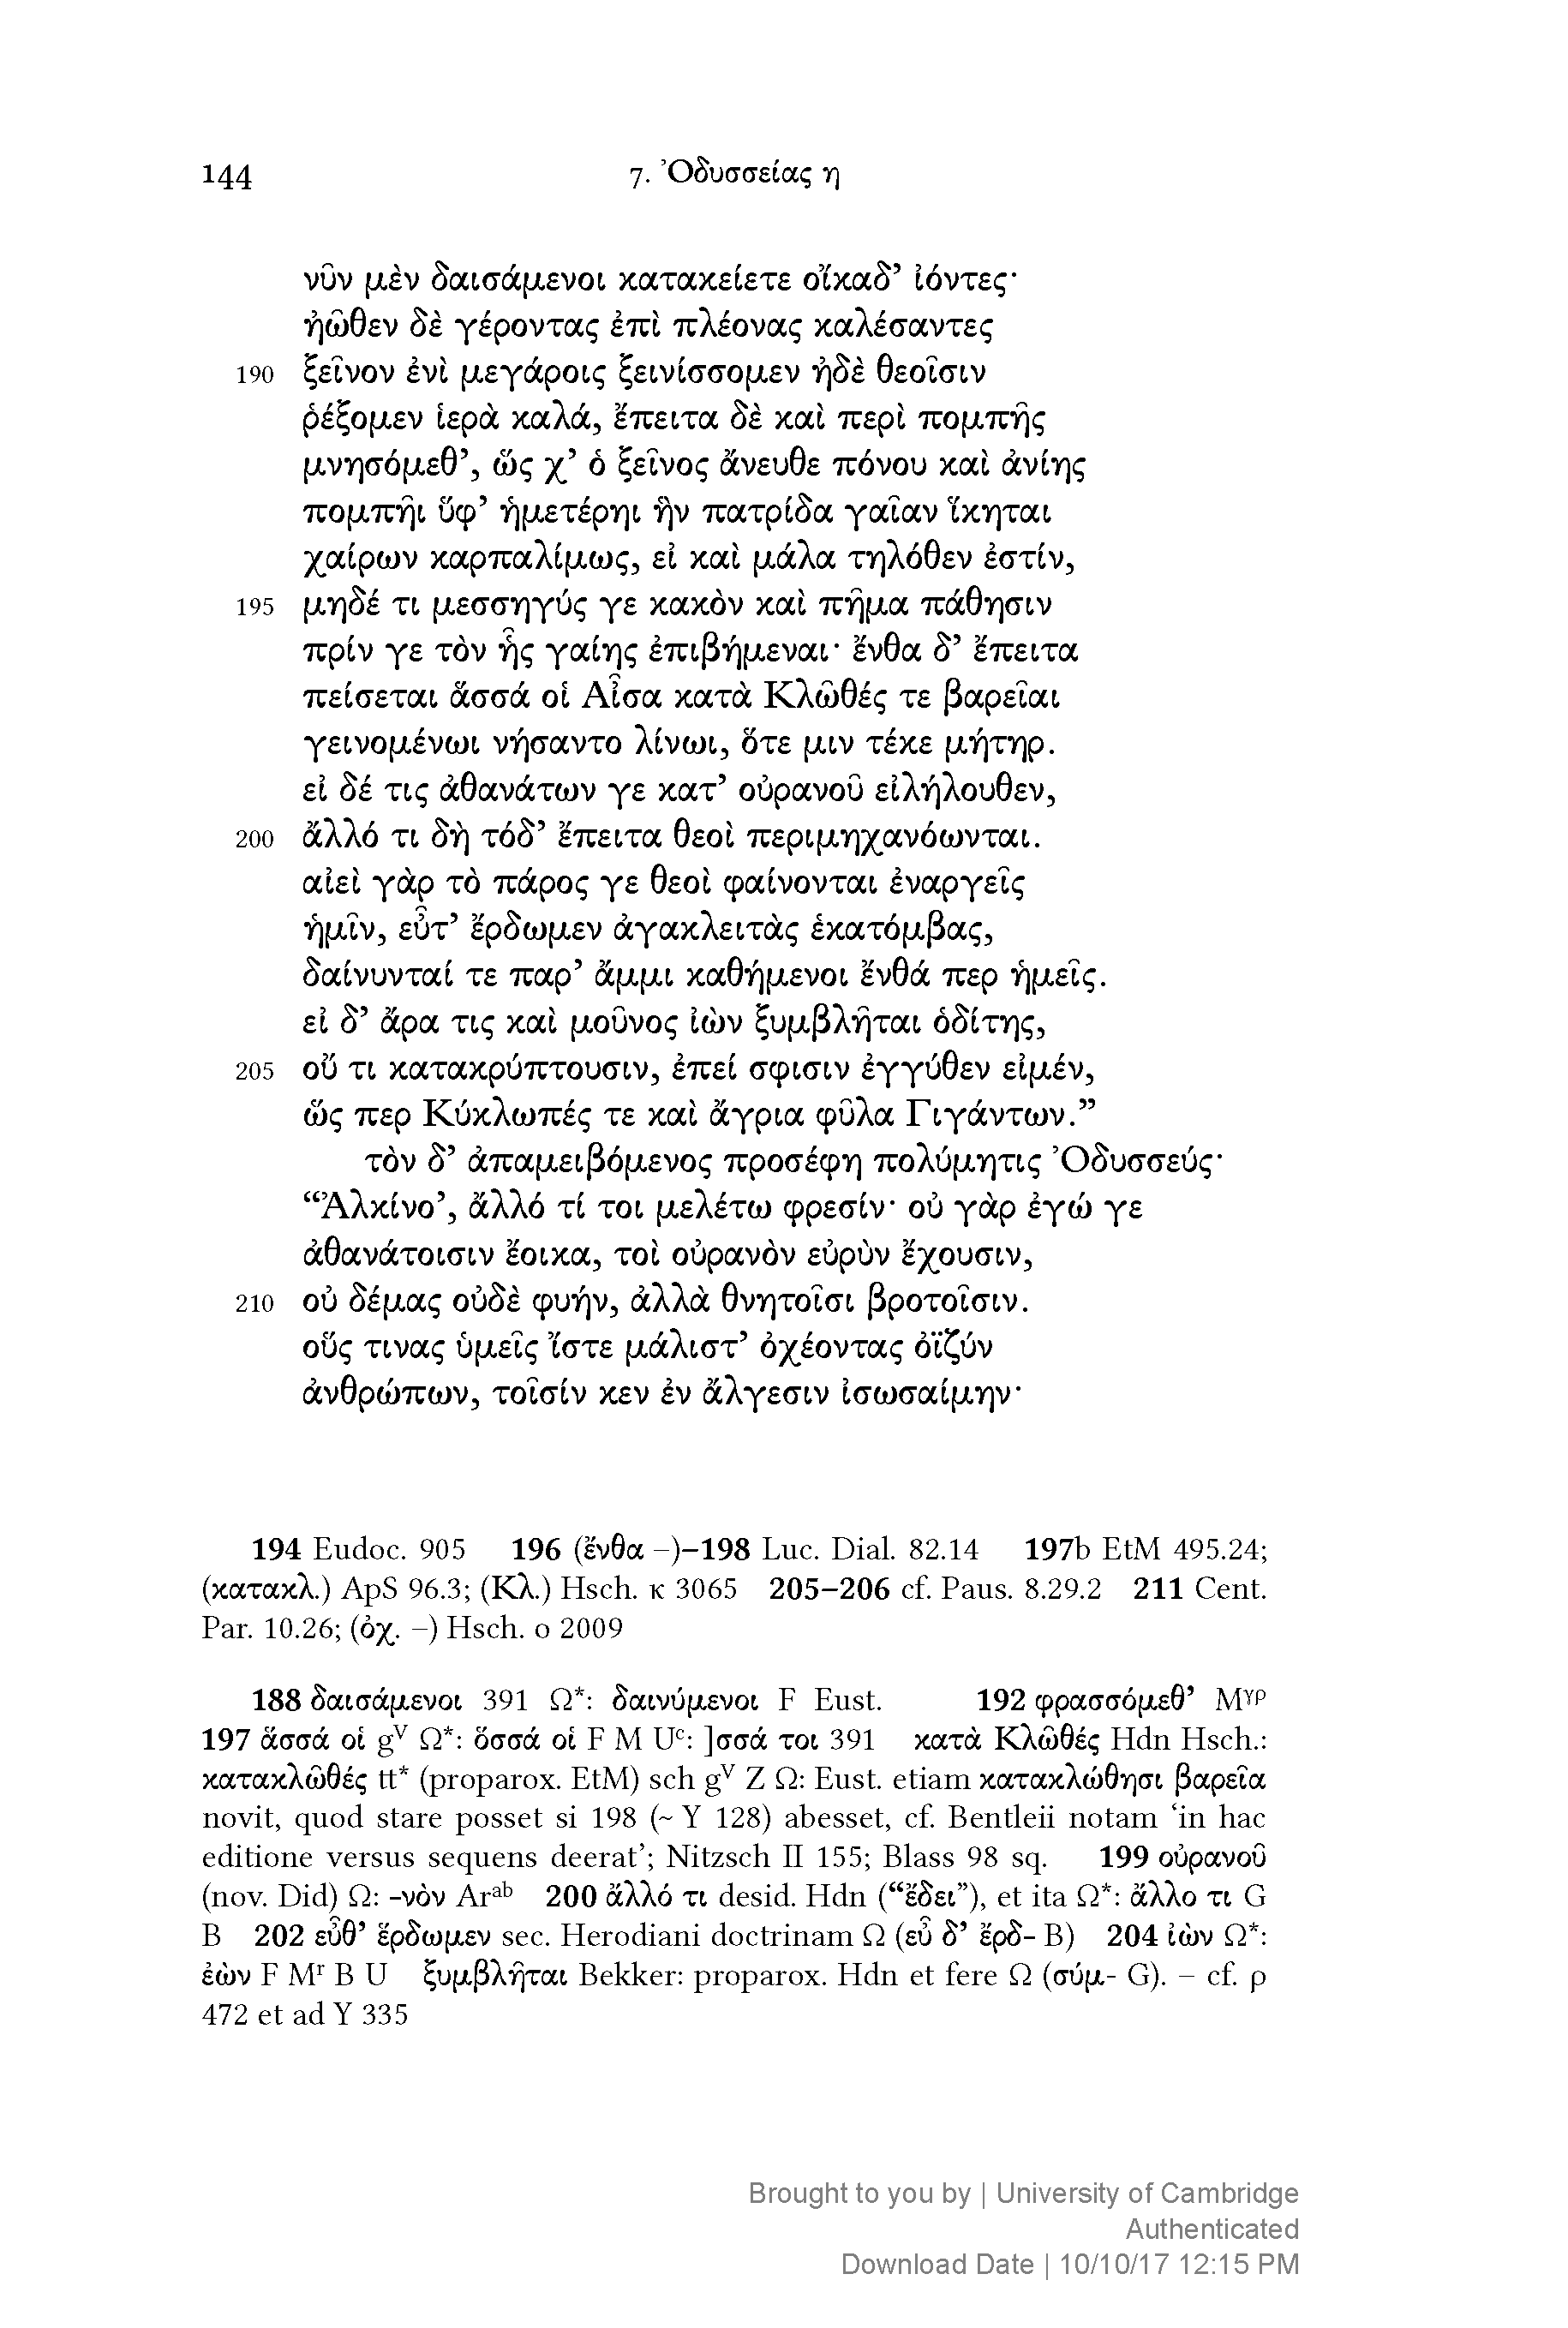 144 7. Ὀδυσσείας η
νῦν μὲν δαισάμενοι κατακείετε οἴκαδ’ ἰόντες·
ἠῶθεν δὲ γέροντας ἐπὶ πλέονας καλέσαντες
190 ξεῖνον ἐνὶ μεγάροις ξεινίσσομεν ἠδὲ θεοῖσιν
ῥέξομεν ἱερὰ καλά, ἔπειτα δὲ καὶ περὶ πομπῆς
μνησόμεθ’, ὥς χ’ ὁ ξεῖνος ἄνευθε πόνου καὶ ἀνίης
πομπῆι ὕφ’ ἡμετέρηι ἣν πατρίδα γαῖαν ἵκηται
χαίρων καρπαλίμως, εἰ καὶ μάλα τηλόθεν ἐστίν,
195 μηδέ τι μεσσηγύς γε κακὸν καὶ πῆμα πάθησιν
πρίν γε τὸν ἧς γαίης ἐπιβήμεναι· ἔνθα δ’ ἔπειτα
πείσεται ἅσσά οἱ Αἶσα κατὰ Κλῶθές τε βαρεῖαι
γεινομένωι νήσαντο λίνωι, ὅτε μιν τέκε μήτηρ.
εἰ δέ τις ἀθανάτων γε κατ’ οὐρανοῦ εἰλήλουθεν,
200 ἄλλό τι δὴ τόδ’ ἔπειτα θεοὶ περιμηχανόωνται.
αἰεὶ γὰρ τὸ πάρος γε θεοὶ φαίνονται ἐναργεῖς
ἡμῖν, εὖτ’ ἔρδωμεν ἀγακλειτὰς ἑκατόμβας,
δαίνυνταί τε παρ’ ἄμμι καθήμενοι ἔνθά περ ἡμεῖς.
εἰ δ’ ἄρα τις καὶ μοῦνος ἰὼν ξυμβλῆται ὁδίτης,
205 οὔ τι κατακρύπτουσιν, ἐπεί σφισιν ἐγγύθεν εἰμέν,
ὥς περ Κύκλωπές τε καὶ ἄγρια φῦλα Γιγάντων.”
τὸν δ’ ἀπαμειβόμενος προσέφη πολύμητις Ὀδυσσεύς·
“Ἀλκίνο’, ἄλλό τί τοι μελέτω φρεσίν· οὐ γὰρ ἐγώ γε
ἀθανάτοισιν ἔοικα, τοὶ οὐρανὸν εὐρὺν ἔχουσιν,
210 οὐ δέμας οὐδὲ φυήν, ἀλλὰ θνητοῖσι βροτοῖσιν.
οὕς τινας ὑμεῖς ἴστε μάλιστ’ ὀχέοντας ὀϊζύν
ἀνθρώπων, τοῖσίν κεν ἐν ἄλγεσιν ἰσωσαίμην·
194 Eudoc. 905 196 (ἔνθα –)–198 Luc. Dial. 82.14 197b EtM 495.24;
(κατακλ.) ApS 96.3; (Κλ.) Hsch. κ 3065 205–206 cf. Paus. 8.29.2 211 Cent.
Par. 10.26; (ὀχ. –) Hsch. ο 2009
188 δαισάμενοι 391 Ω*: δαινύμενοι F Eust. 192 φρασσόμεθ’ Mγρ
197 ἅσσά οἱ gV Ω*: ὅσσά οἱ F M Uc: ]σσά τοι 391 κατὰ Κλῶθές Hdn Hsch.:
κατακλῶθές tt* (proparox. EtM) sch gV Z Ω: Eust. etiam κατακλώθησι βαρεῖα
novit, quod stare posset si 198 (~ Υ 128) abesset, cf. Bentleii notam ‘in hac
editione versus sequens deerat’; Nitzsch II 155; Blass 98 sq. 199 οὐρανοῦ
(nov. Did) Ω: -νὸν Arab 200 ἄλλό τι desid. Hdn (“ἔδει”), et ita Ω*: ἄλλο τι G
B 202 εὖθ’ ἕρδωμεν sec. Herodiani doctrinam Ω (εὖ δ’ ἔρδ- B) 204 ἰὼν Ω*:
ἐὼν F Mr B U ξυμβλῆται Bekker: proparox. Hdn et fere Ω (σύμ- G). – cf. ρ
472 et ad Υ 335
Brought to you by | University of Cambridge
Authenticated
Download Date | 10/10/17 12:15 PM